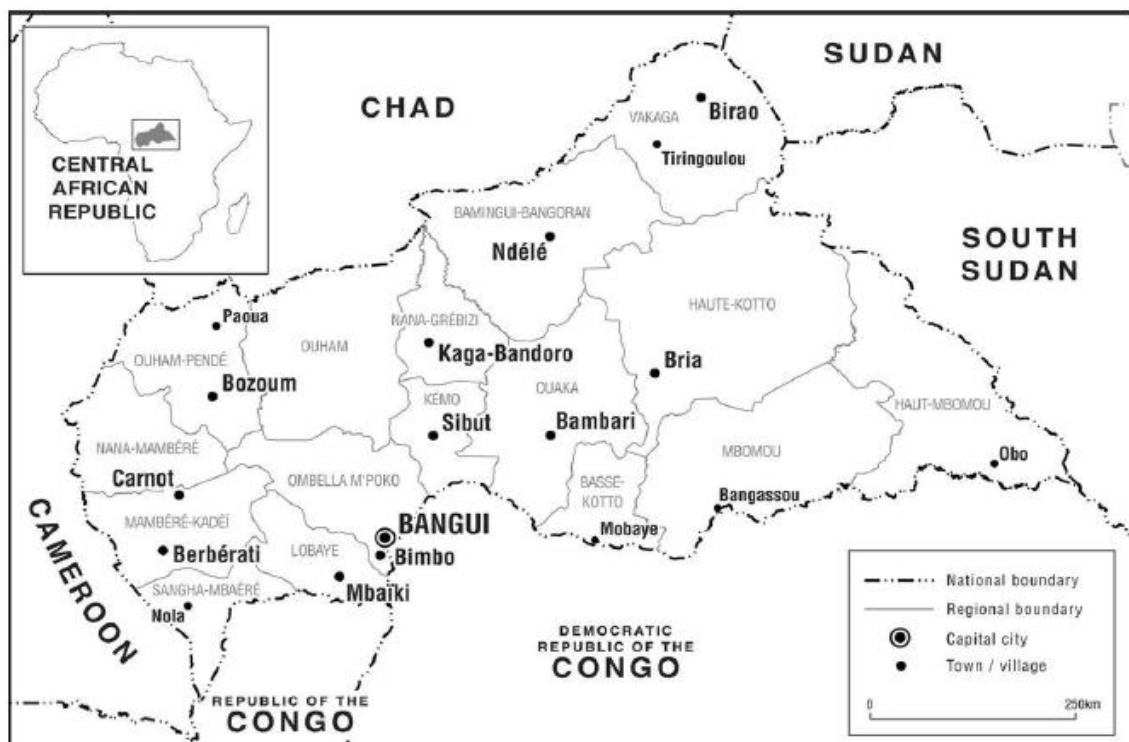 SUDAN
CHAD
CENTRAL
AFRICAN
REPUBLIC
VAKAGA
Birao
Tiringoulou
BAMINGUI-BANGORAN
Ndélé
SOUTH
SUDAN
HAUTE-KOTTO
Paoua
OUHAM-PENDÉ
Bozoum
OUHAM
NANA-GRÉBIZI
Kaga-Bandoro
Bria
KÉMO
Sibut
OUAKA
Bambari
HAUT-MBOMOU
Obo
NANA-MAMBÉRÉ
Carnot
OMBELLA M'POKO
BASSE-
KOTTO
MBOMOU
Bangassou
Mobaye
CAMEROON
MAMBÉRÉ-KADÉÏ
Berbérati
LOBAYE
BANGUI
Bimbo
Mbaïki
SANGHA-MBAÉRÉ
Nola
DEMOCRATIC
REPUBLIC OF THE
CONGO
REPUBLIC OF THE
CONGO
National boundary
Regional boundary
Capital city
Town / village
0 250km